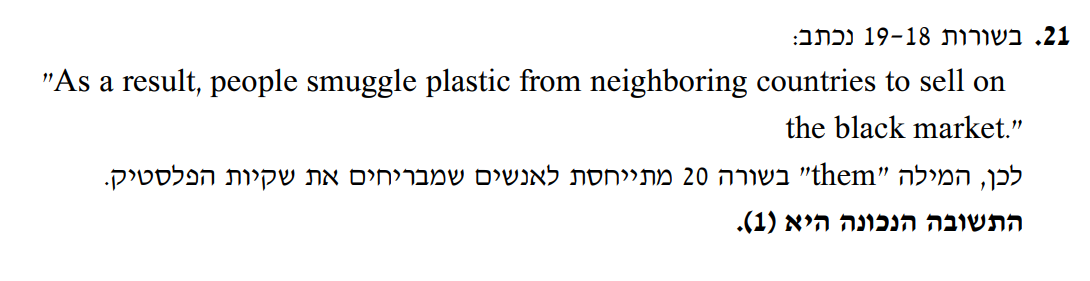 21. בשורות 18–19 נכתב:
"As a result, people smuggle plastic from neighboring countries to sell on
the black market."
לכן, המילה "them" בשורה 20 מתייחסת לאנשים שמבריחים את שקיות הפלסטיק.
התשובה הנכונה היא (1).